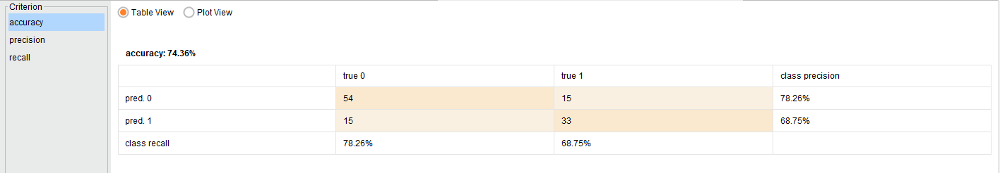 Criterion
accuracy
precision
recall
Table View Plot View
accuracy: 74.36%
true 0 true 1 class precision
pred. 0 54 15 78.26%
pred. 1 15 33 68.75%
class recall 78.26% 68.75%